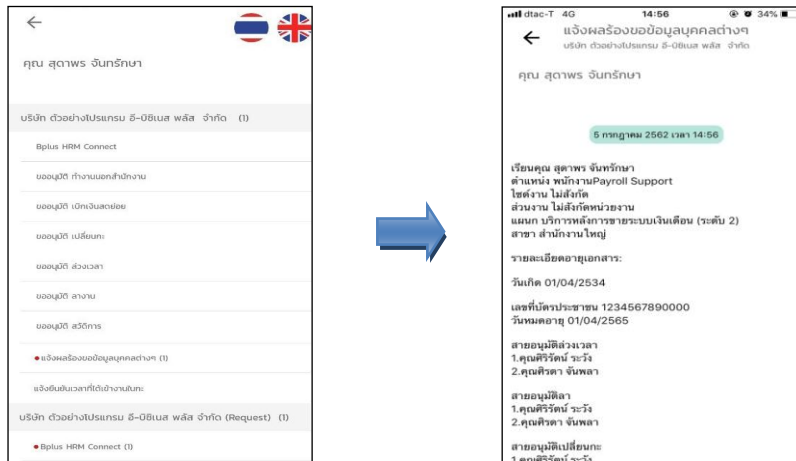 คุณ สุดาพร จันทรักษา
บริษัท ตัวอย่างโปรแกรม อี-บิซิเนส พลัส จำกัด (1)
Bplus HRM Connect
ขออนุมัติ ทำงานนอกสำนักงาน
ขออนุมัติ เบิกเงินสดย่อย
ขออนุมัติ เปลี่ยนกะ
ขออนุมัติ ล่วงเวลา
ขออนุมัติ ลางาน
ขออนุมัติ สวัสดิการ
แจ้งผลร้องขอข้อมูลบุคคลต่างๆ (1)
แจ้งยืนยันเวลาที่ได้เข้างานในกะ
บริษัท ตัวอย่างโปรแกรม อี-บิซิเนส พลัส จำกัด (Request) (1)
Bplus HRM Connect (1)
dtac-T 4G 14:56 34%
แจ้งผลร้องขอข้อมูลบุคคลต่างๆ
บริษัท ตัวอย่างโปรแกรม อี-บิซิเนส พลัส จำกัด
คุณ สุดาพร จันทรักษา
5 กรกฎาคม 2562 เวลา 14:56
เรียนคุณ สุดาพร จันทรักษา
ตำแหน่ง พนักงานPayroll Support
ไซต์งาน ไม่สังกัด
ส่วนงาน ไม่สังกัดหน่วยงาน
แผนก บริการหลังการขายระบบเงินเดือน (ระดับ 2)
สาขา สำนักงานใหญ่
รายละเอียดอายุเอกสาร:
วันเกิด 01/04/2534
เลขที่บัตรประชาชน 1234567890000
วันหมดอายุ 01/04/2565
สายอนุมัติล่วงเวลา
1.คุณศิริรัตน์ ระวัง
2.คุณศิรดา จันพลา
สายอนุมัติลา
1.คุณศิริรัตน์ ระวัง
2.คุณศิรดา จันพลา
สายอนุมัติเปลี่ยนกะ
1.คุณศิริรัตน์ ระวัง